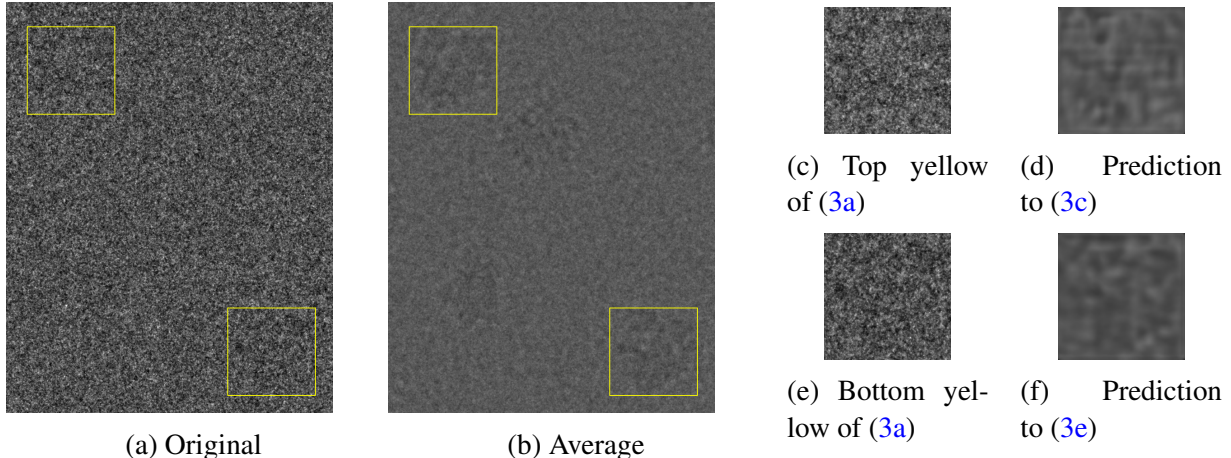 (a) Original
(b) Average
(c) Top yellow
of (3a)
(d) Prediction
to (3c)
(e) Bottom yel-
low of (3a)
(f) Prediction
to (3e)